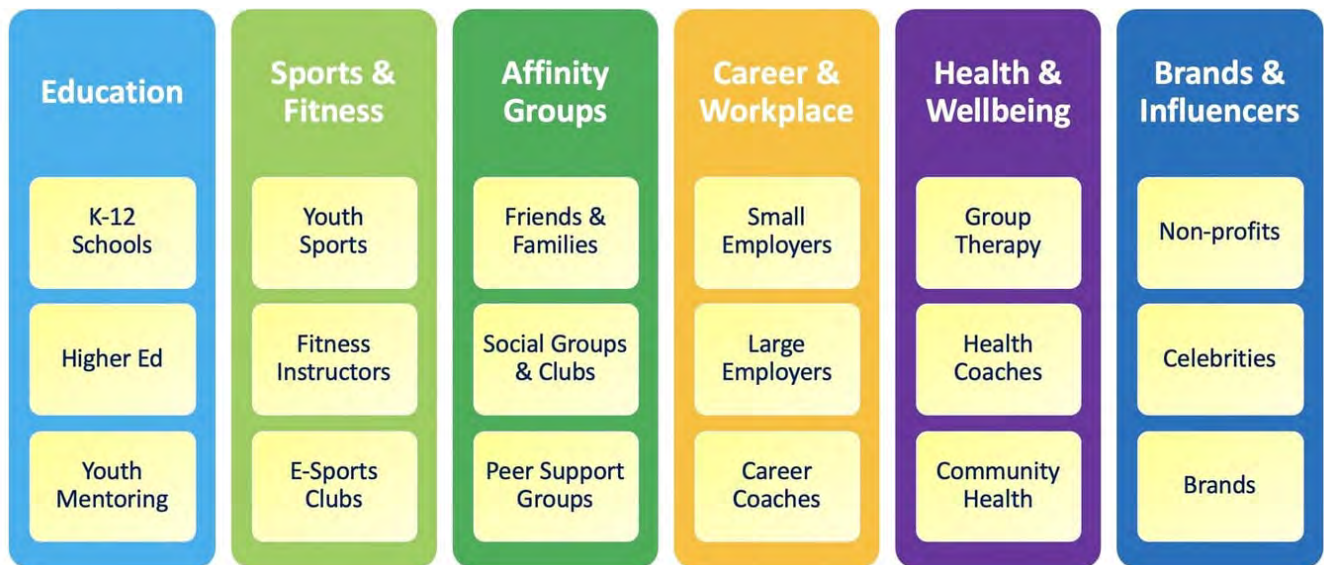 Education
K-12
Schools
Higher Ed
Youth
Mentoring
Sports &
Fitness
Youth
Sports
Fitness
Instructors
E-Sports
Clubs
Affinity
Groups
Friends &
Families
Social Groups
& Clubs
Peer Support
Groups
Career &
Workplace
Small
Employers
Large
Employers
Career
Coaches
Health &
Wellbeing
Group
Therapy
Health
Coaches
Community
Health
Brands &
Influencers
Non-profits
Celebrities
Brands